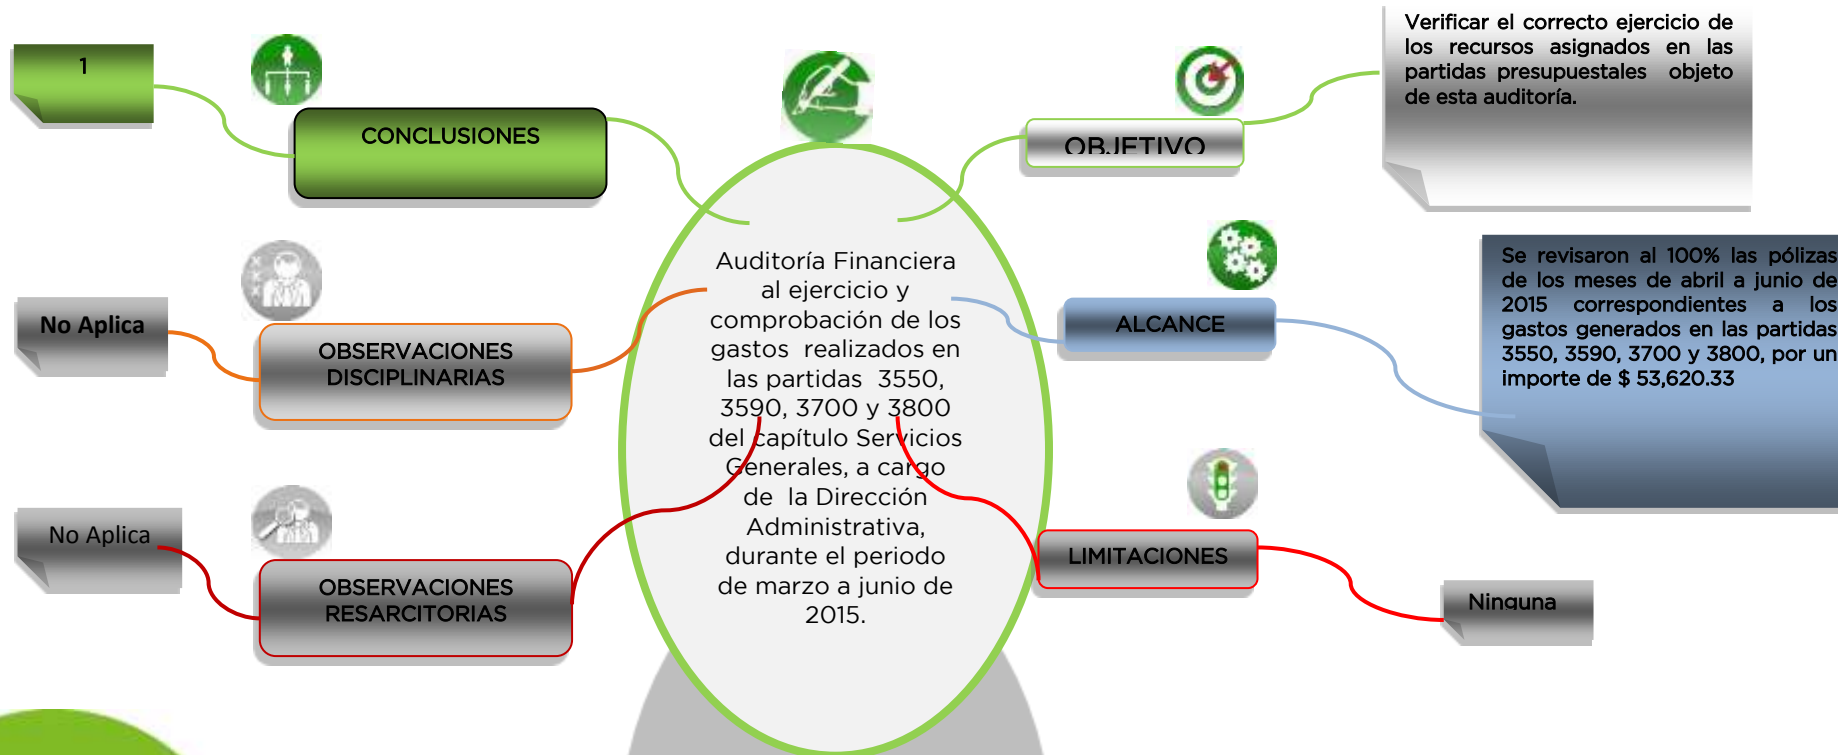 1
CONCLUSIONES
No Aplica
OBSERVACIONES
DISCIPLINARIAS
No Aplica
OBSERVACIONES
RESARCITORIAS
Auditoría Financiera
al ejercicio y
comprobación de los
gastos realizados en
las partidas 3550,
3590, 3700 y 3800
del capítulo Servicios
Generales, a cargo
de la Dirección
Administrativa,
durante el periodo
de marzo a junio de
2015.
OBJETIVO
Verificar el correcto ejercicio de
los recursos asignados en las
partidas presupuestales objeto
de esta auditoría.
ALCANCE
Se revisaron al 100% las pólizas
de los meses de abril a junio de
2015 correspondientes a los
gastos generados en las partidas
3550, 3590, 3700 y 3800, por un
importe de $ 53,620.33
LIMITACIONES
Ninguna